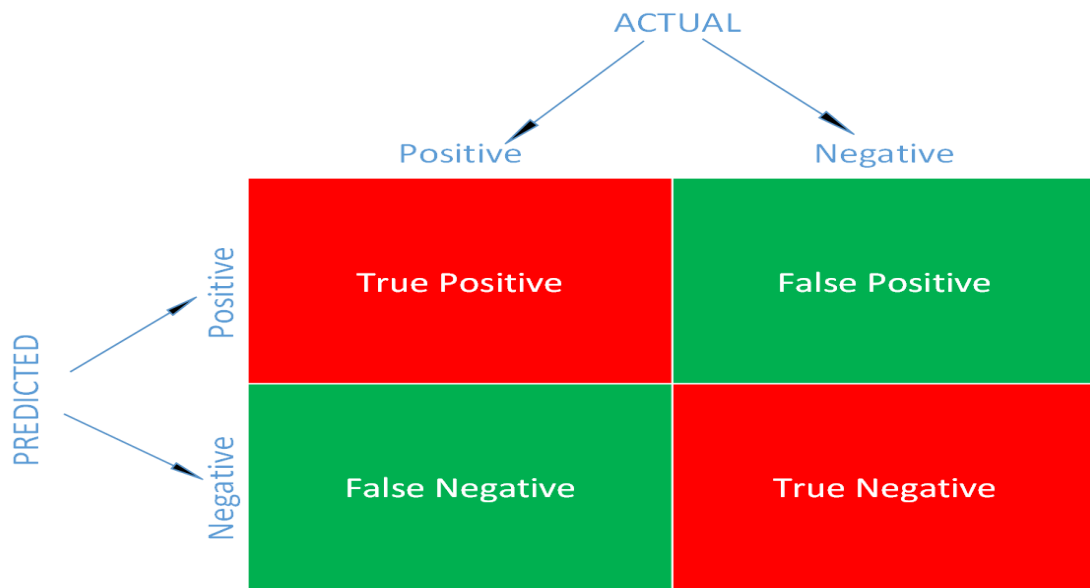 ACTUAL
Positive
Negative
PREDICTED
Positive
True Positive
False Positive
Negative
False Negative
True Negative